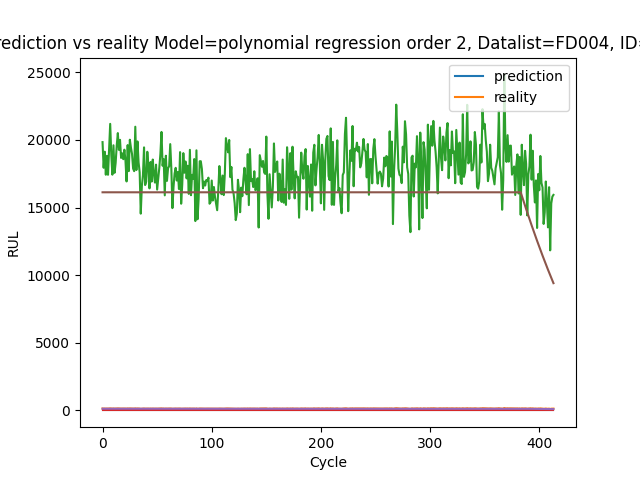 rediction vs reality Model=polynomial regression order 2, Datalist=FD004, ID=
25000
20000
15000
10000
5000
0
RUL
prediction
reality
0 100 200 300 400
Cycle